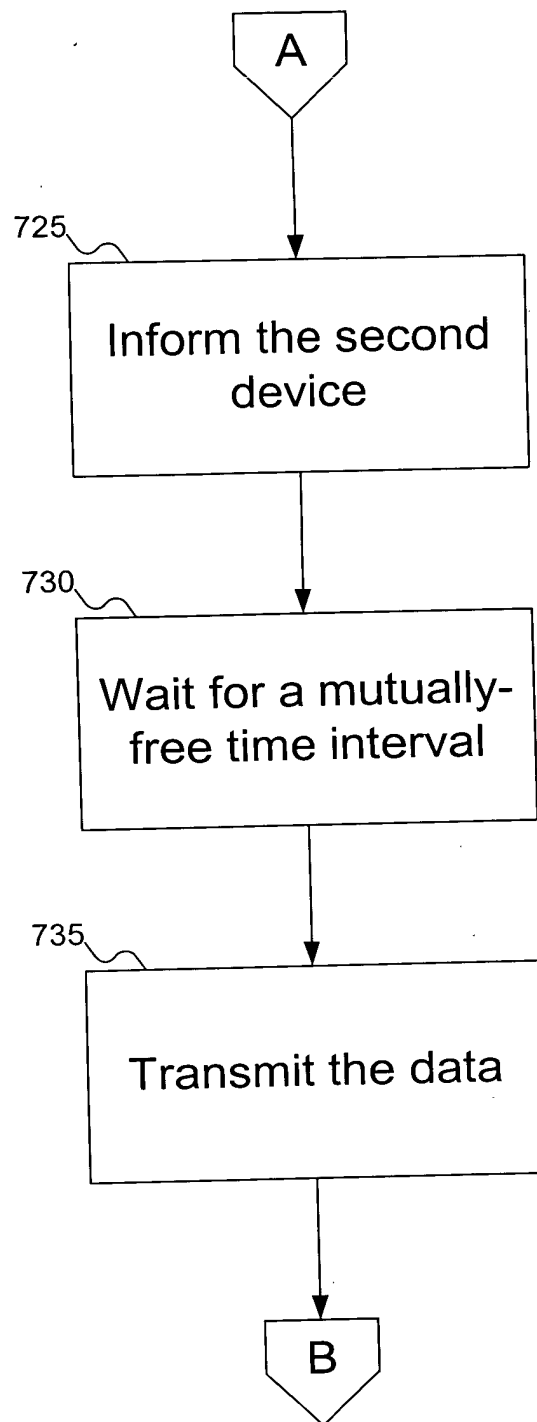 A
725
Inform the second
device
730
Wait for a mutually-
free time interval
735
Transmit the data
B